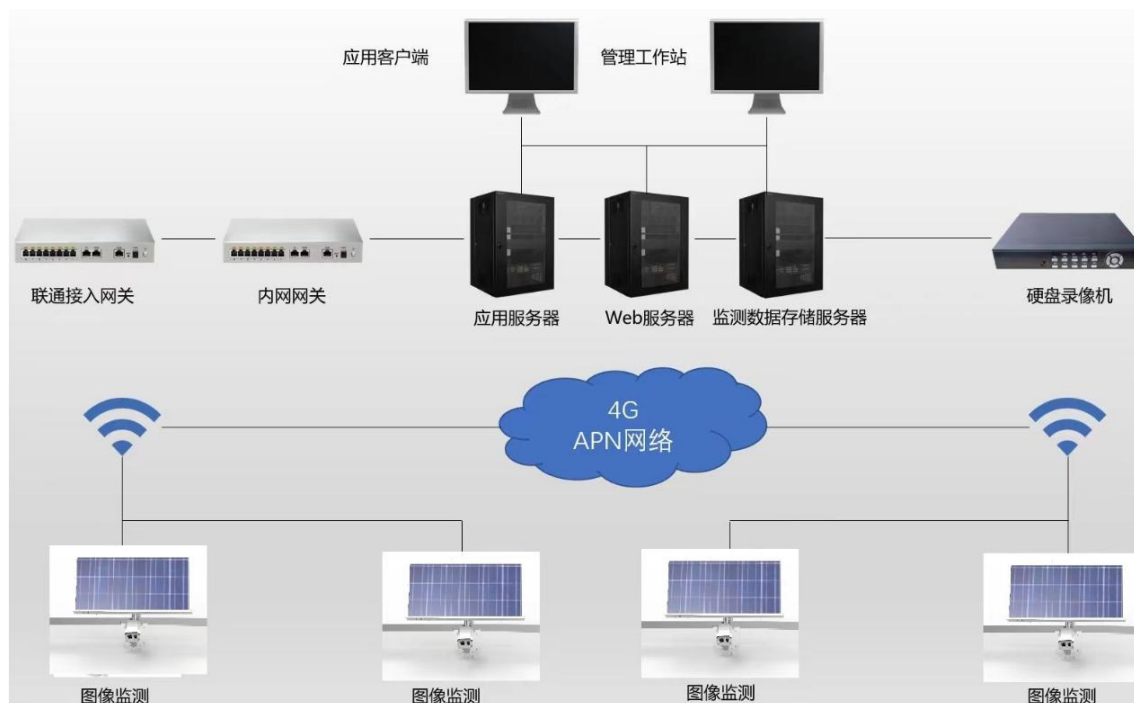 应用客户端
管理工作站
联通接入网关
内网网关
应用服务器
Web服务器
监测数据存储服务器
硬盘录像机
4G
APN网络
图像监测
图像监测
图像监测
图像监测